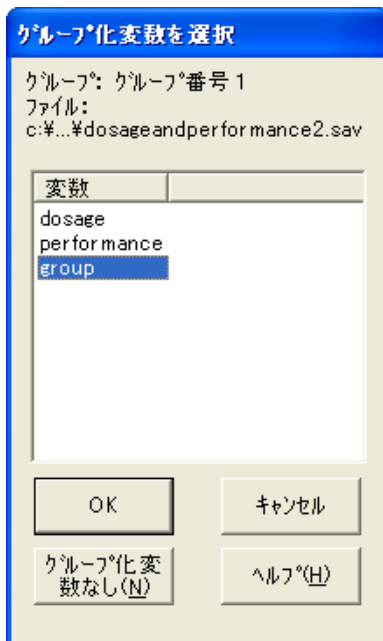 グループ化変数を選択
グループ: グループ番号 1
ファイル:
c:¥...¥dosageandperformance2.sav
変数
dosage
performance
group
OK
キャンセル
グループ化変
数なし(N)
ヘルプ(H)